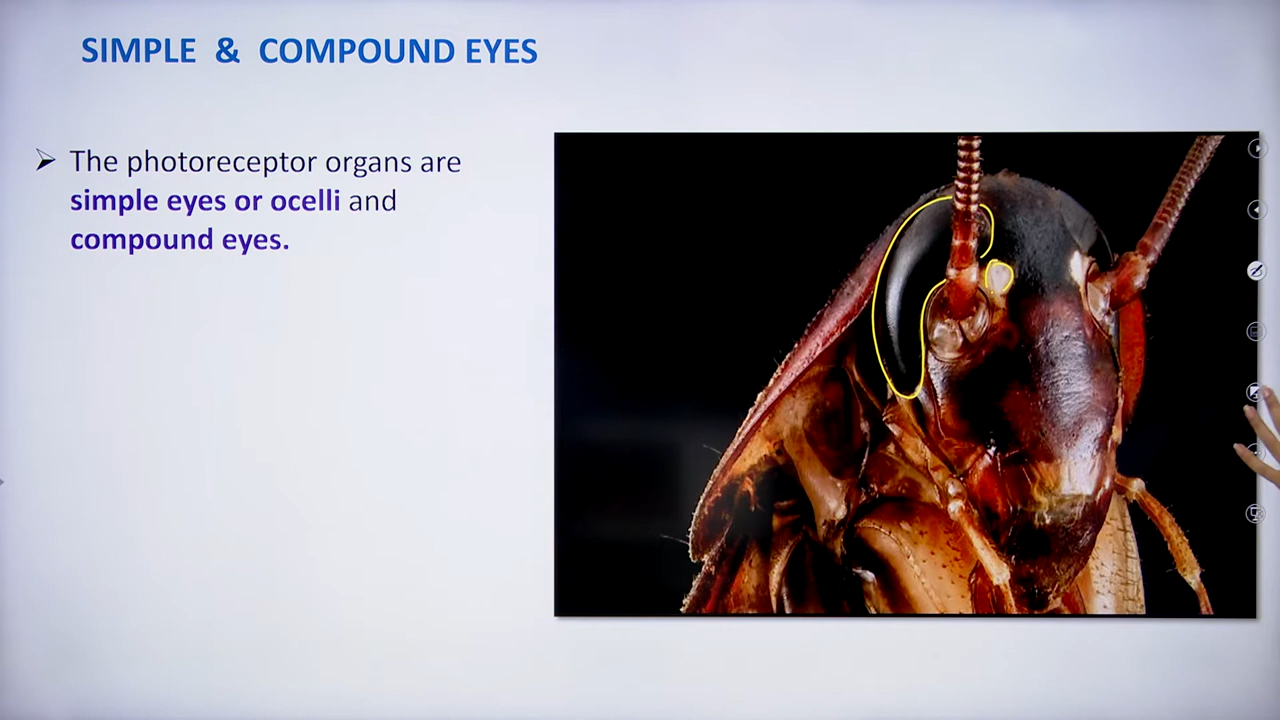 SIMPLE & COMPOUND EYES
The photoreceptor organs are
simple eyes or ocelli and
compound eyes.